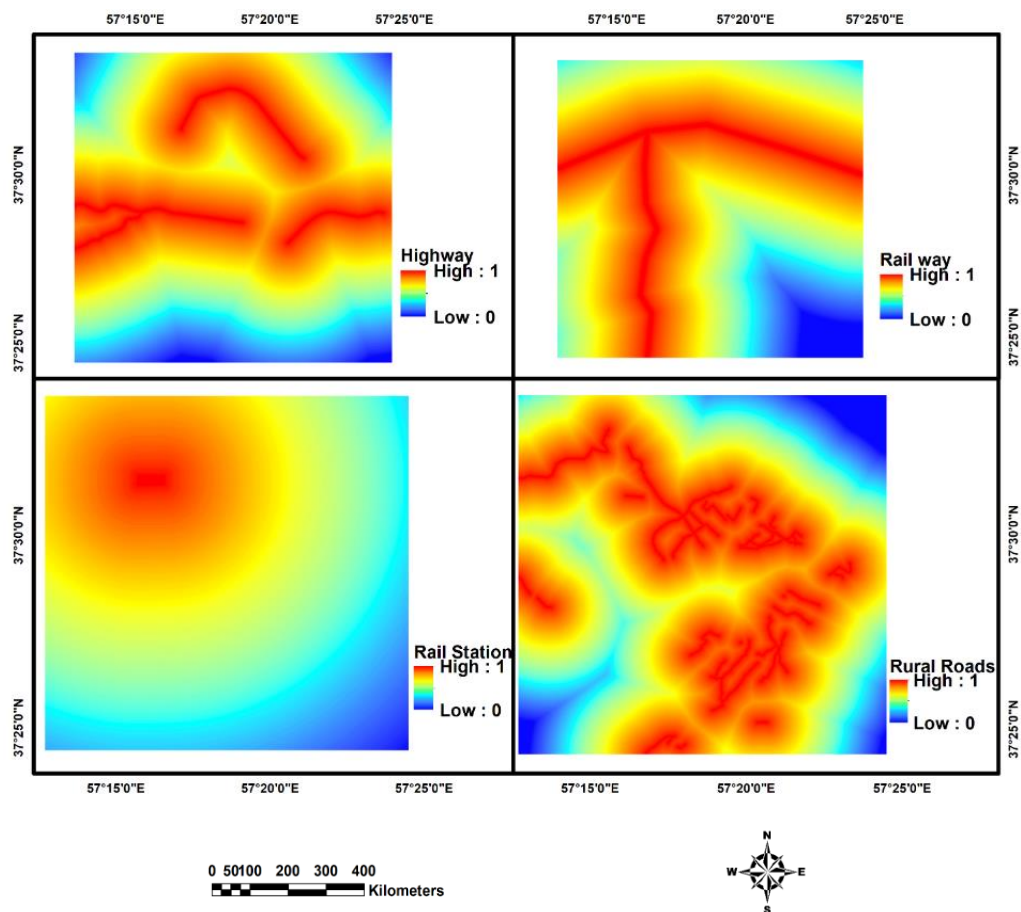 57°15'0"E 57°20'0"E 57°25'0"E 57°15'0"E 57°20'0"E 57°25'0"E
37°30'0"N
37°25'0"N
Highway
High : 1
Low : 0
Rail way
High : 1
Low : 0
37°30'0"N
37°25'0"N
37°30'0"N
37°25'0"N
Rail Station
High : 1
Low : 0
Rural Roads
High : 1
Low : 0
37°30'0"N
37°25'0"N
57°15'0"E 57°20'0"E 57°25'0"E 57°15'0"E 57°20'0"E 57°25'0"E
0 50100 200 300 400
Kilometers
N
W E
S